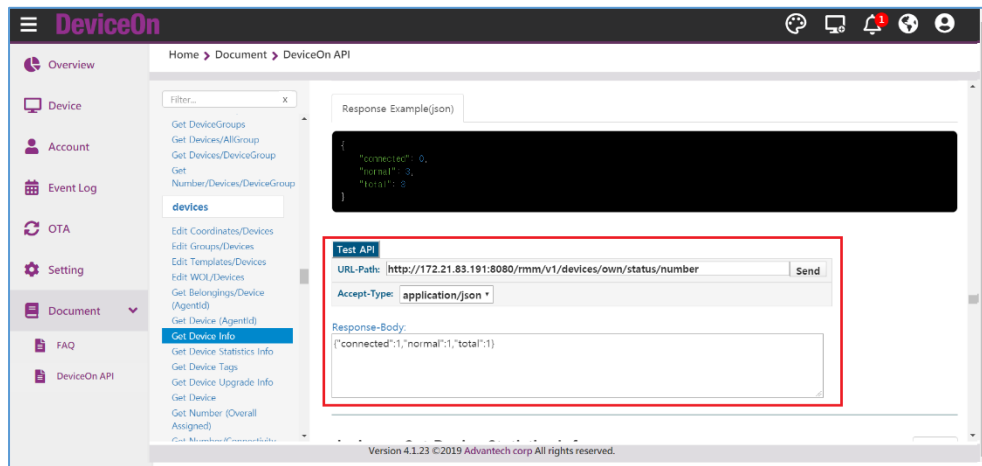 DeviceOn
1
Home > Document > DeviceOn API
Overview
Device
Account
Event Log
OTA
Setting
Document
FAQ
DeviceOn API
Filter... x
Get DeviceGroups
Get Devices/AllGroup
Get Devices/DeviceGroup
Get
Number/Devices/DeviceGroup
devices
Edit Coordinates/Devices
Edit Groups/Devices
Edit Templates/Devices
Edit WOL/Devices
Get Belongings/Device
(AgentId)
Get Device (AgentId)
Get Device Info
Get Device Statistics Info
Get Device Tags
Get Device Upgrade Info
Get Device
Get Number (Overall
Assigned)
Get Number/Connectivity
Response Example(json)
{
"connected": 0,
"normal": 3,
"total": 3
}
Test API
URL-Path: http://172.21.83.191:8080/rmm/v1/devices/own/status/number Send
Accept-Type: application/json
Response-Body:
{"connected":1,"normal":1,"total":1}
Version 4.1.23 ©2019 Advantech corp All rights reserved.